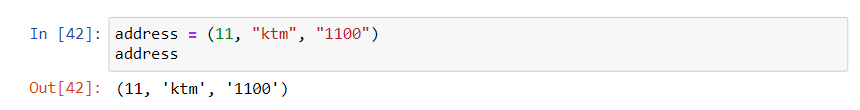 In [42]: address = (11, "ktm", "1100")
address
Out[42]: (11, 'ktm', '1100')